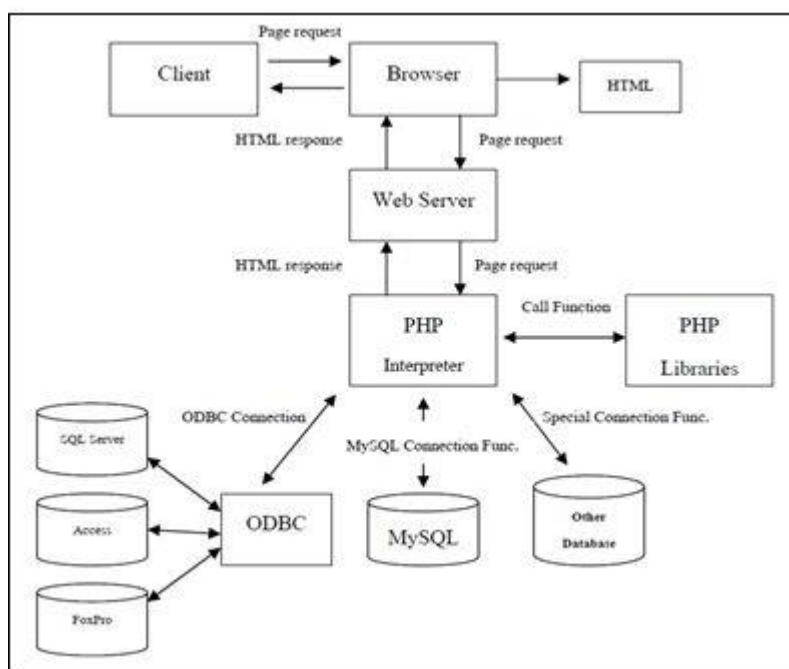 Page request
Client
Browser
HTML
HTML response
Page request
Web Server
HTML response
Page request
PHP
Interpreter
Call Function
PHP
Libraries
ODBC Connection
MySQL Connection Func.
Special Connection Func.
SQL Server
Access
FoxPro
ODBC
MySQL
Other
Database